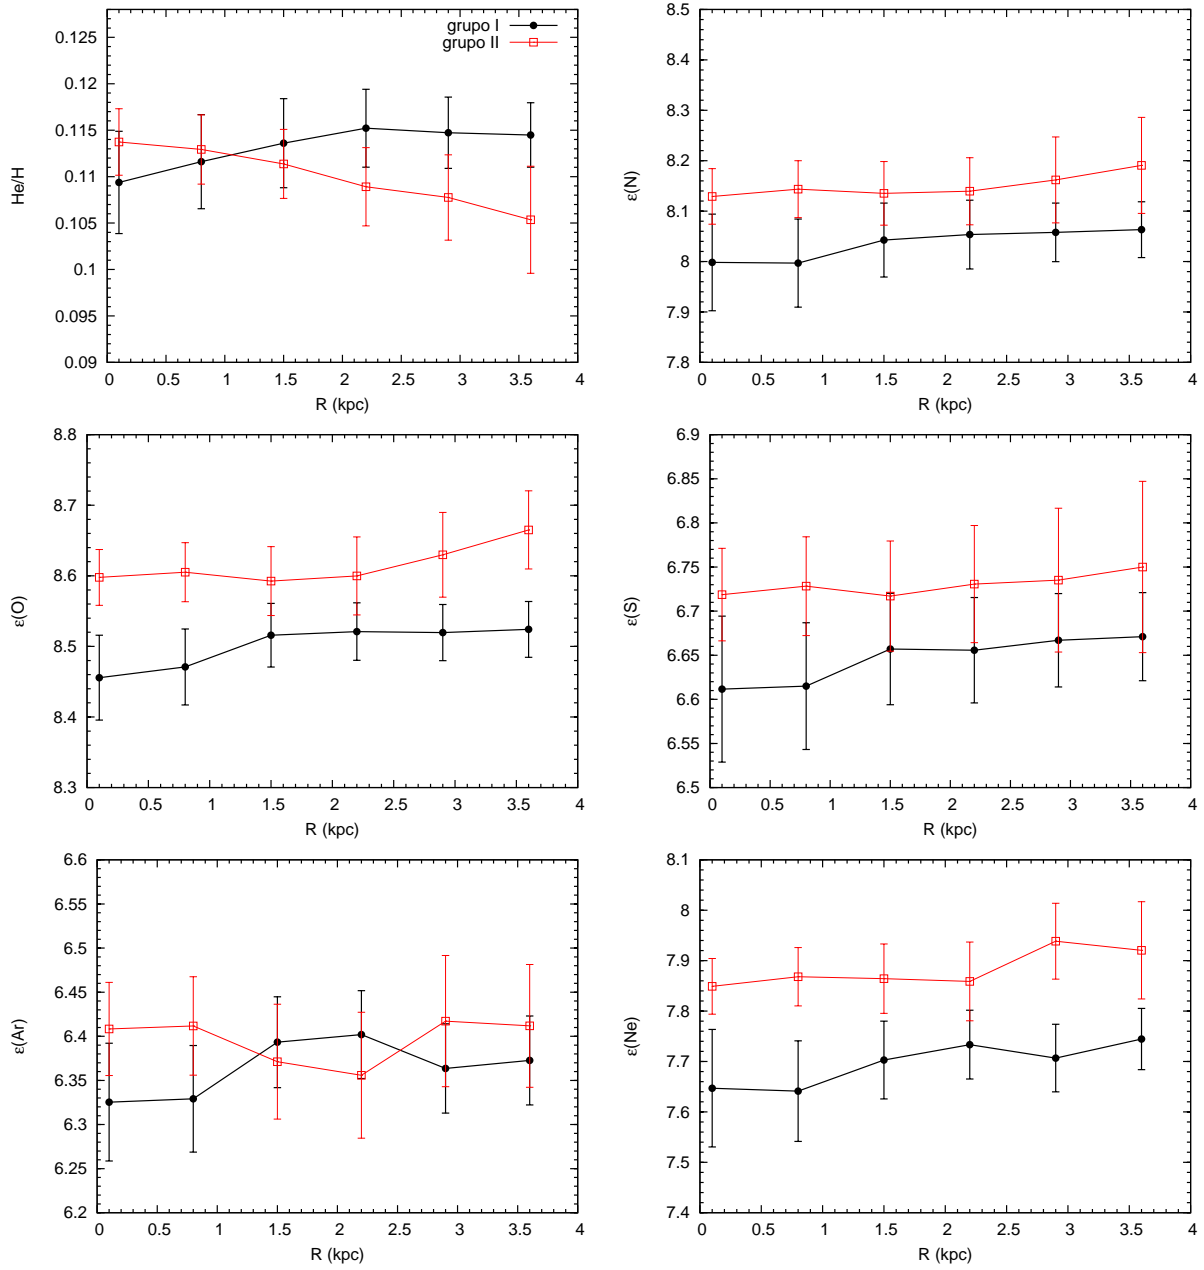 grupo I
grupo II
0.125
0.12
0.115
0.11
0.105
0.1
0.095
0.09
He/H
0 0.5 1 1.5 2 2.5 3 3.5 4
R (kpc)
8.5
8.4
8.3
8.2
8.1
8
7.9
7.8
ε(N)
0 0.5 1 1.5 2 2.5 3 3.5 4
R (kpc)
8.8
8.7
8.6
8.5
8.4
8.3
ε(O)
0 0.5 1 1.5 2 2.5 3 3.5 4
R (kpc)
6.9
6.85
6.8
6.75
6.7
6.65
6.6
6.55
6.5
ε(S)
0 0.5 1 1.5 2 2.5 3 3.5 4
R (kpc)
6.6
6.55
6.5
6.45
6.4
6.35
6.3
6.25
6.2
ε(Ar)
0 0.5 1 1.5 2 2.5 3 3.5 4
R (kpc)
8.1
8
7.9
7.8
7.7
7.6
7.5
7.4
ε(Ne)
0 0.5 1 1.5 2 2.5 3 3.5 4
R (kpc)